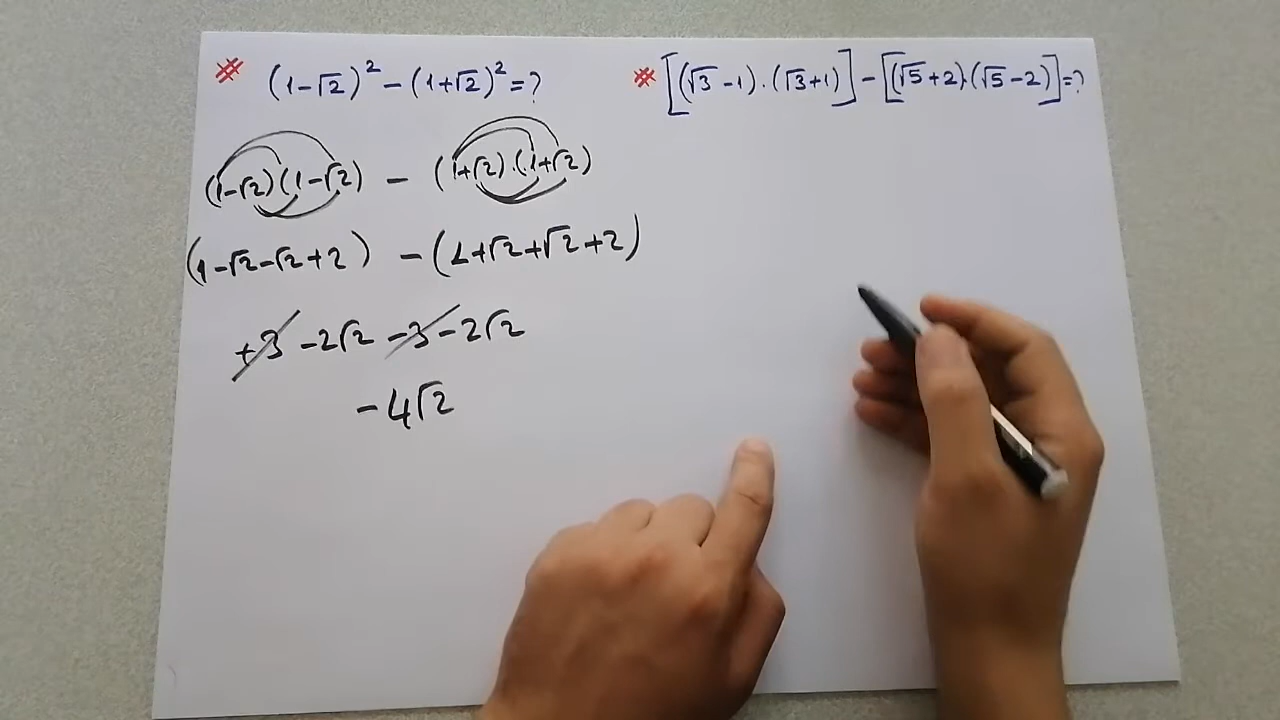 (1-√2)² - (1+√2)² = ?
(1-√2)(1-√2) - (1+√2).(1+√2)
(1-√2-√2+2) - (1+√2+√2+2)
+3 -2√2 -3 -2√2
-4√2
[(√3-1).(√3+1)] - [(√5+2).(√5-2)] = ?